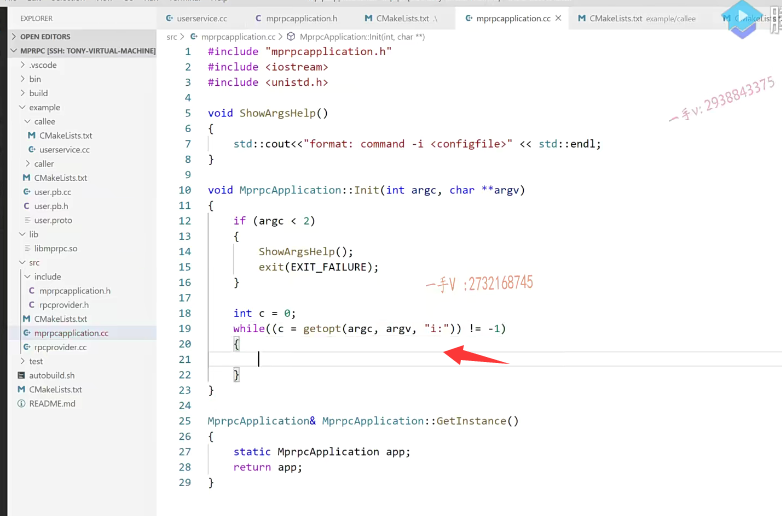 EXPLORER
OPEN EDITORS
MPRPC [SSH: TONY-VIRTUAL-MACHINE]
.vscode
bin
build
example
callee
CMakeLists.txt
userservice.cc
caller
CMakeLists.txt
user.pb.cc
user.pb.h
user.proto
lib
libmprpc.so
src
include
mprpcapplication.h
rpcprovider.h
CMakeLists.txt
mprpcapplication.cc
rpcprovider.cc
test
autobuild.sh
CMakeLists.txt
README.md
userservice.cc
mprpcapplication.h
CMakeLists.txt .\
mprpcapplication.cc
CMakeLists.txt example/callee
CMakeLists.txt
src > mprpcapplication.cc > MprpcApplication::Init(int, char **)
1 #include "mprpcapplication.h"
2 #include <iostream>
3 #include <unistd.h>
4
5 void ShowArgsHelp()
6 {
7 std::cout<<"format: command -i <configfile>" << std::endl;
8 }
9
10 void MprpcApplication::Init(int argc, char **argv)
11 {
12 if (argc < 2)
13 {
14 ShowArgsHelp();
15 exit(EXIT_FAILURE);
16 }
17
18 int c = 0;
19 while((c = getopt(argc, argv, "i:")) != -1)
20 {
21
22 }
23 }
24
25 MprpcApplication& MprpcApplication::GetInstance()
26 {
27 static MprpcApplication app;
28 return app;
29 }
一手v: 2938843375
一手V :2732168745